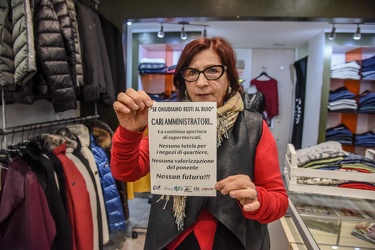 "SE CHIUDIAMO RESTI AL BUIO"
CARI AMMINISTRATORI...
La continua apertura
di supermercati,
Nessuna tutela per
i negozi di quartiere,
Nessuna valorizzazione
del ponente
Nessun futuro!!!